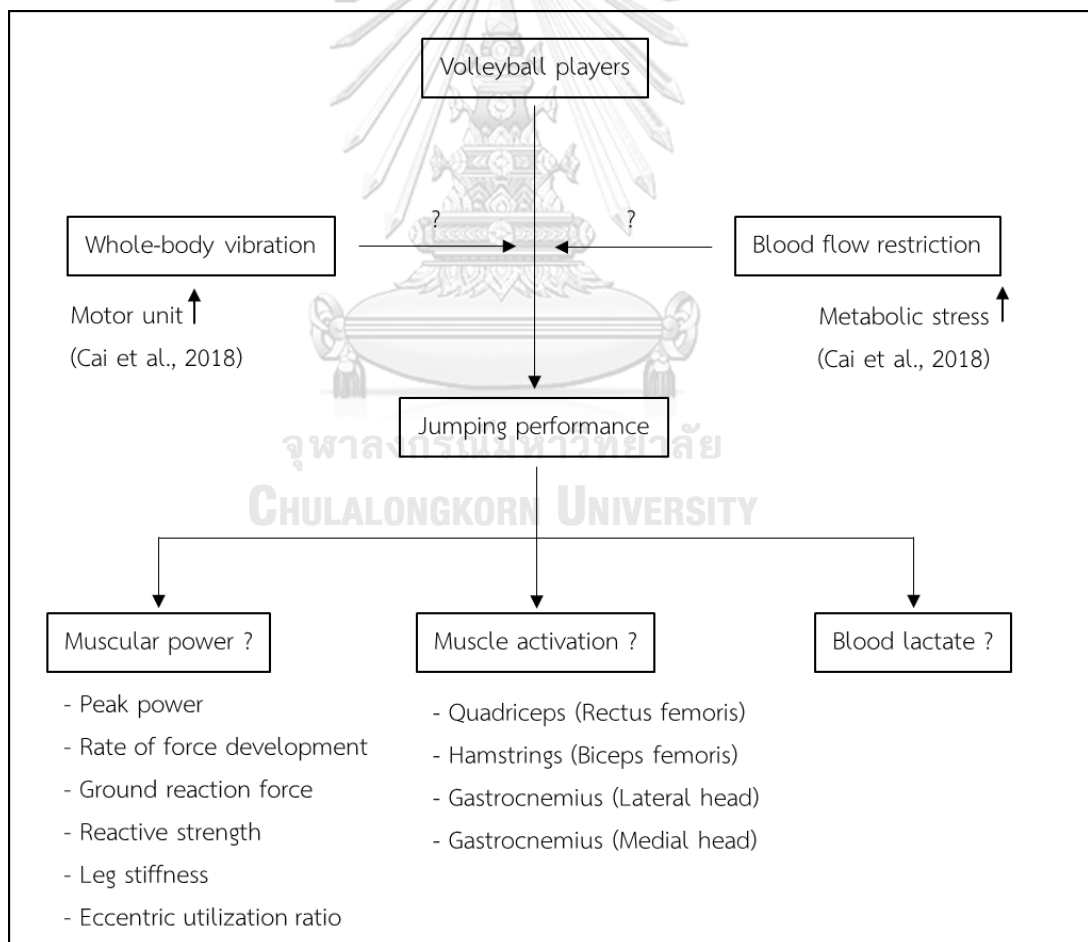 Volleyball players
? ?
Whole-body vibration
Blood flow restriction
Motor unit ↑
(Cai et al., 2018)
Metabolic stress ↑
(Cai et al., 2018)
Jumping performance
จุฬาลงกรณ์มหาวิทยาลัย
CHULALONGKORN UNIVERSITY
Muscular power ?
Muscle activation ?
Blood lactate ?
- Peak power
- Rate of force development
- Ground reaction force
- Reactive strength
- Leg stiffness
- Eccentric utilization ratio
- Quadriceps (Rectus femoris)
- Hamstrings (Biceps femoris)
- Gastrocnemius (Lateral head)
- Gastrocnemius (Medial head)